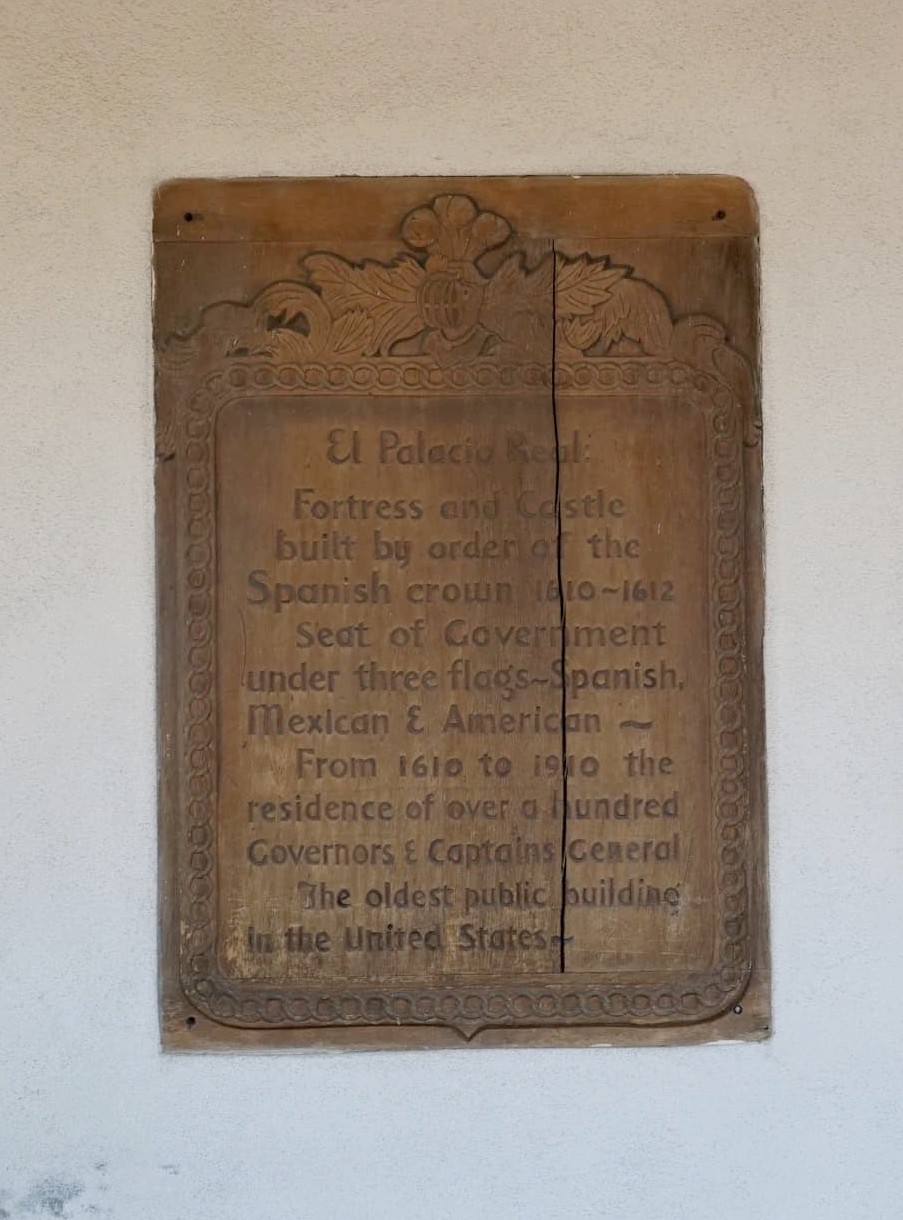 El Palacio Real:
Fortress and Castle
built by order of the
Spanish crown 1610~1612
Seat of Government
under three flags~Spanish,
Mexican & American ~
From 1610 to 1910 the
residence of over a hundred
Governors & Captains General
The oldest public building
in the United States~